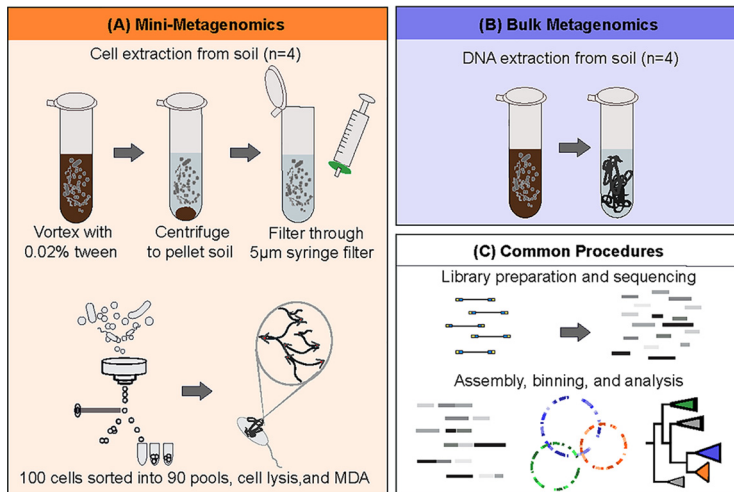 (A) Mini-Metagenomics
Cell extraction from soil (n=4)
Vortex with
0.02% tween
Centrifuge
to pellet soil
Filter through
5µm syringe filter
100 cells sorted into 90 pools, cell lysis,and MDA
(B) Bulk Metagenomics
DNA extraction from soil (n=4)
(C) Common Procedures
Library preparation and sequencing
Assembly, binning, and analysis